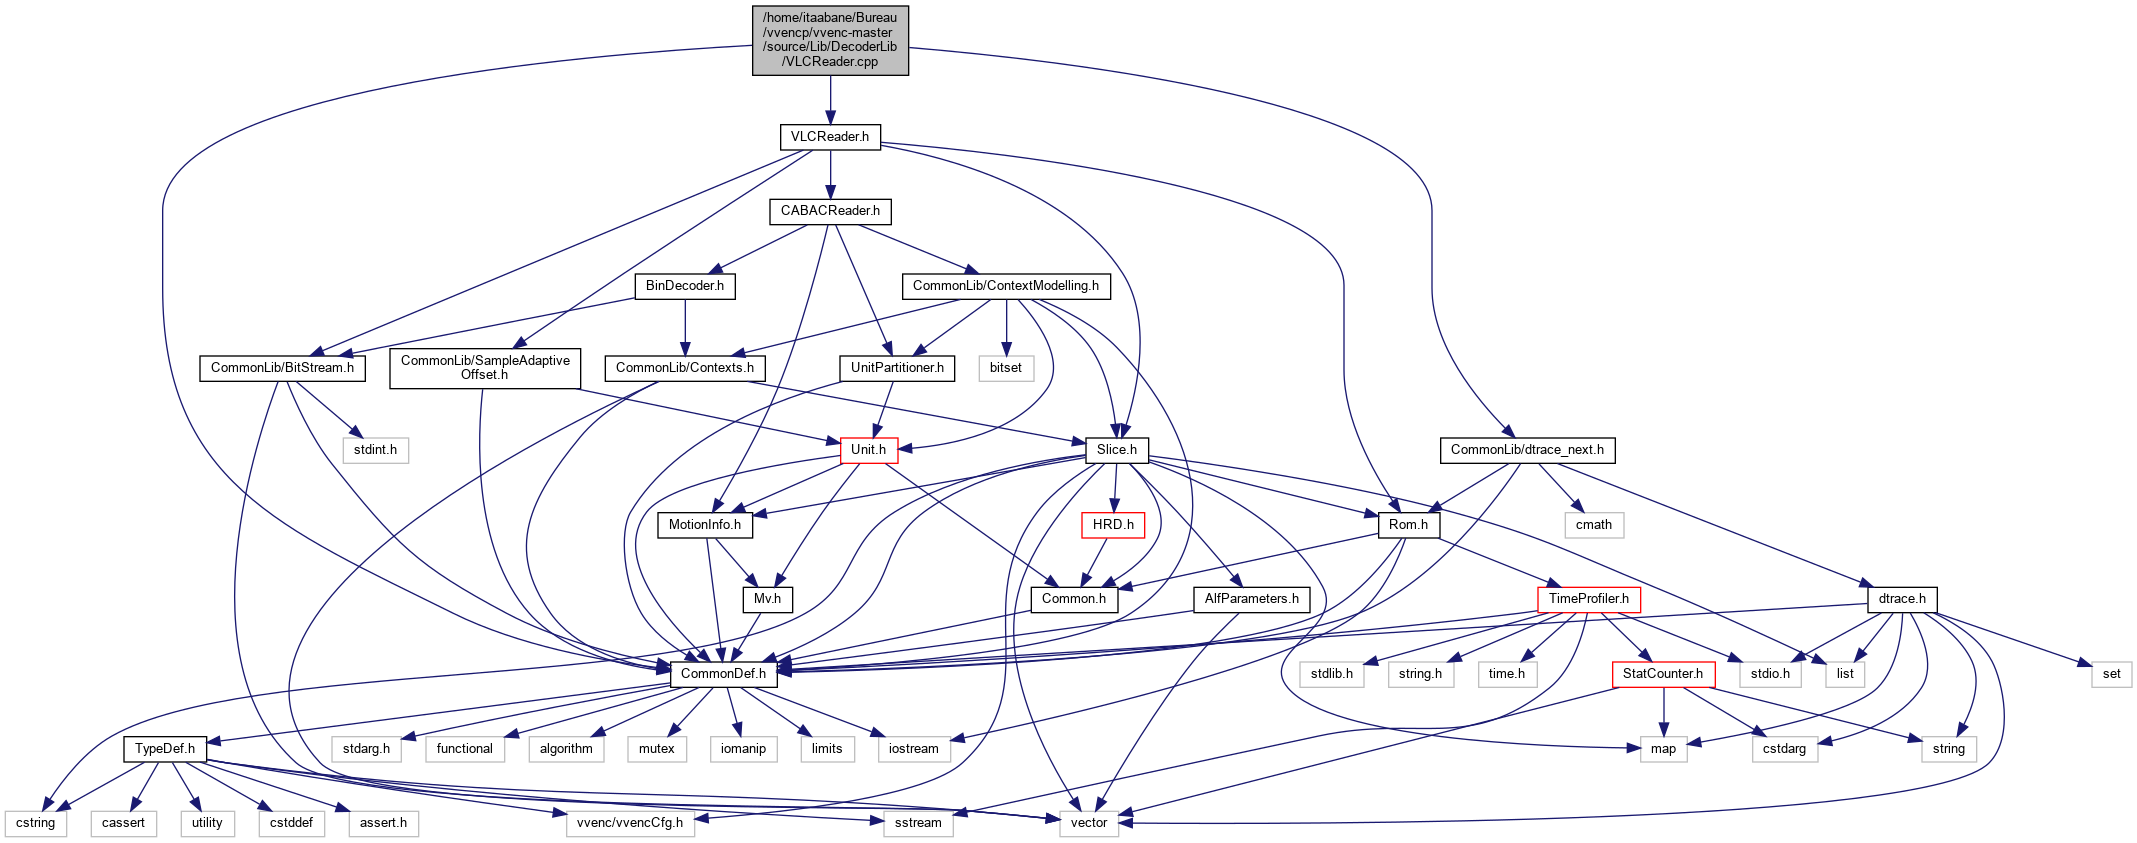 /home/itaabane/Bureau
/vvencp/vvenc-master
/source/Lib/DecoderLib
/VLCReader.cpp
VLCReader.h
CABACReader.h
BinDecoder.h
CommonLib/ContextModelling.h
CommonLib/BitStream.h
CommonLib/SampleAdaptive
Offset.h
CommonLib/Contexts.h
UnitPartitioner.h
bitset
stdint.h
Unit.h
Slice.h
CommonLib/dtrace_next.h
MotionInfo.h
HRD.h
Rom.h
cmath
Mv.h
Common.h
AlfParameters.h
TimeProfiler.h
dtrace.h
CommonDef.h
stdlib.h
string.h
time.h
StatCounter.h
stdio.h
list
set
TypeDef.h
stdarg.h
functional
algorithm
mutex
iomanip
limits
iostream
map
cstdarg
string
cstring
cassert
utility
cstddef
assert.h
vvenc/vvencCfg.h
sstream
vector